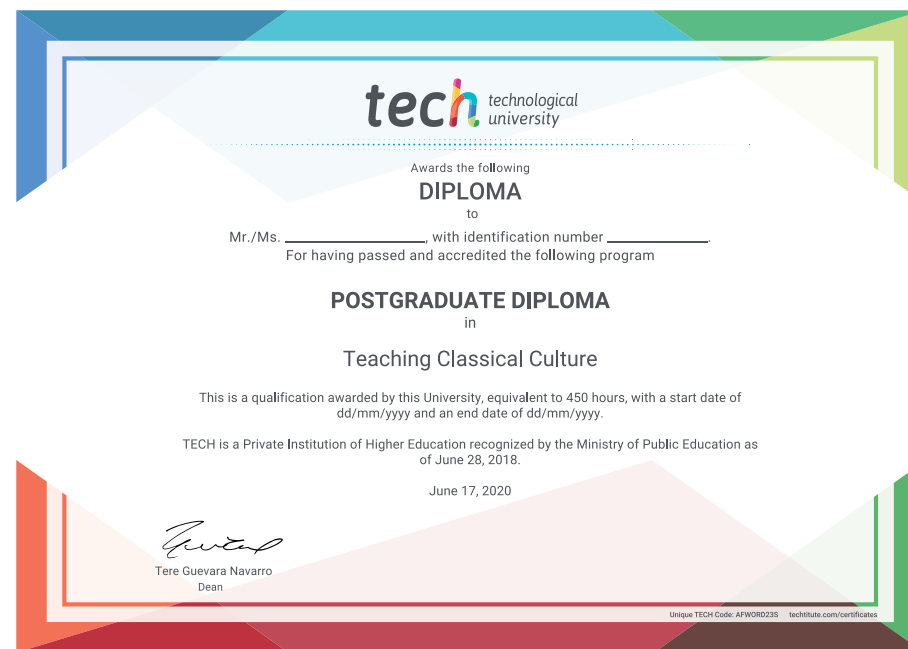 tech technological
university
Awards the following
DIPLOMA
to
Mr./Ms. ____________, with identification number ____________.
For having passed and accredited the following program
POSTGRADUATE DIPLOMA
in
Teaching Classical Culture
This is a qualification awarded by this University, equivalent to 450 hours, with a start date of
dd/mm/yyyy and an end date of dd/mm/yyyy.
TECH is a Private Institution of Higher Education recognized by the Ministry of Public Education as
of June 28, 2018.
June 17, 2020
Tere Guevara Navarro
Dean
Unique TECH Code: AFWORD23S techtitute.com/certificates